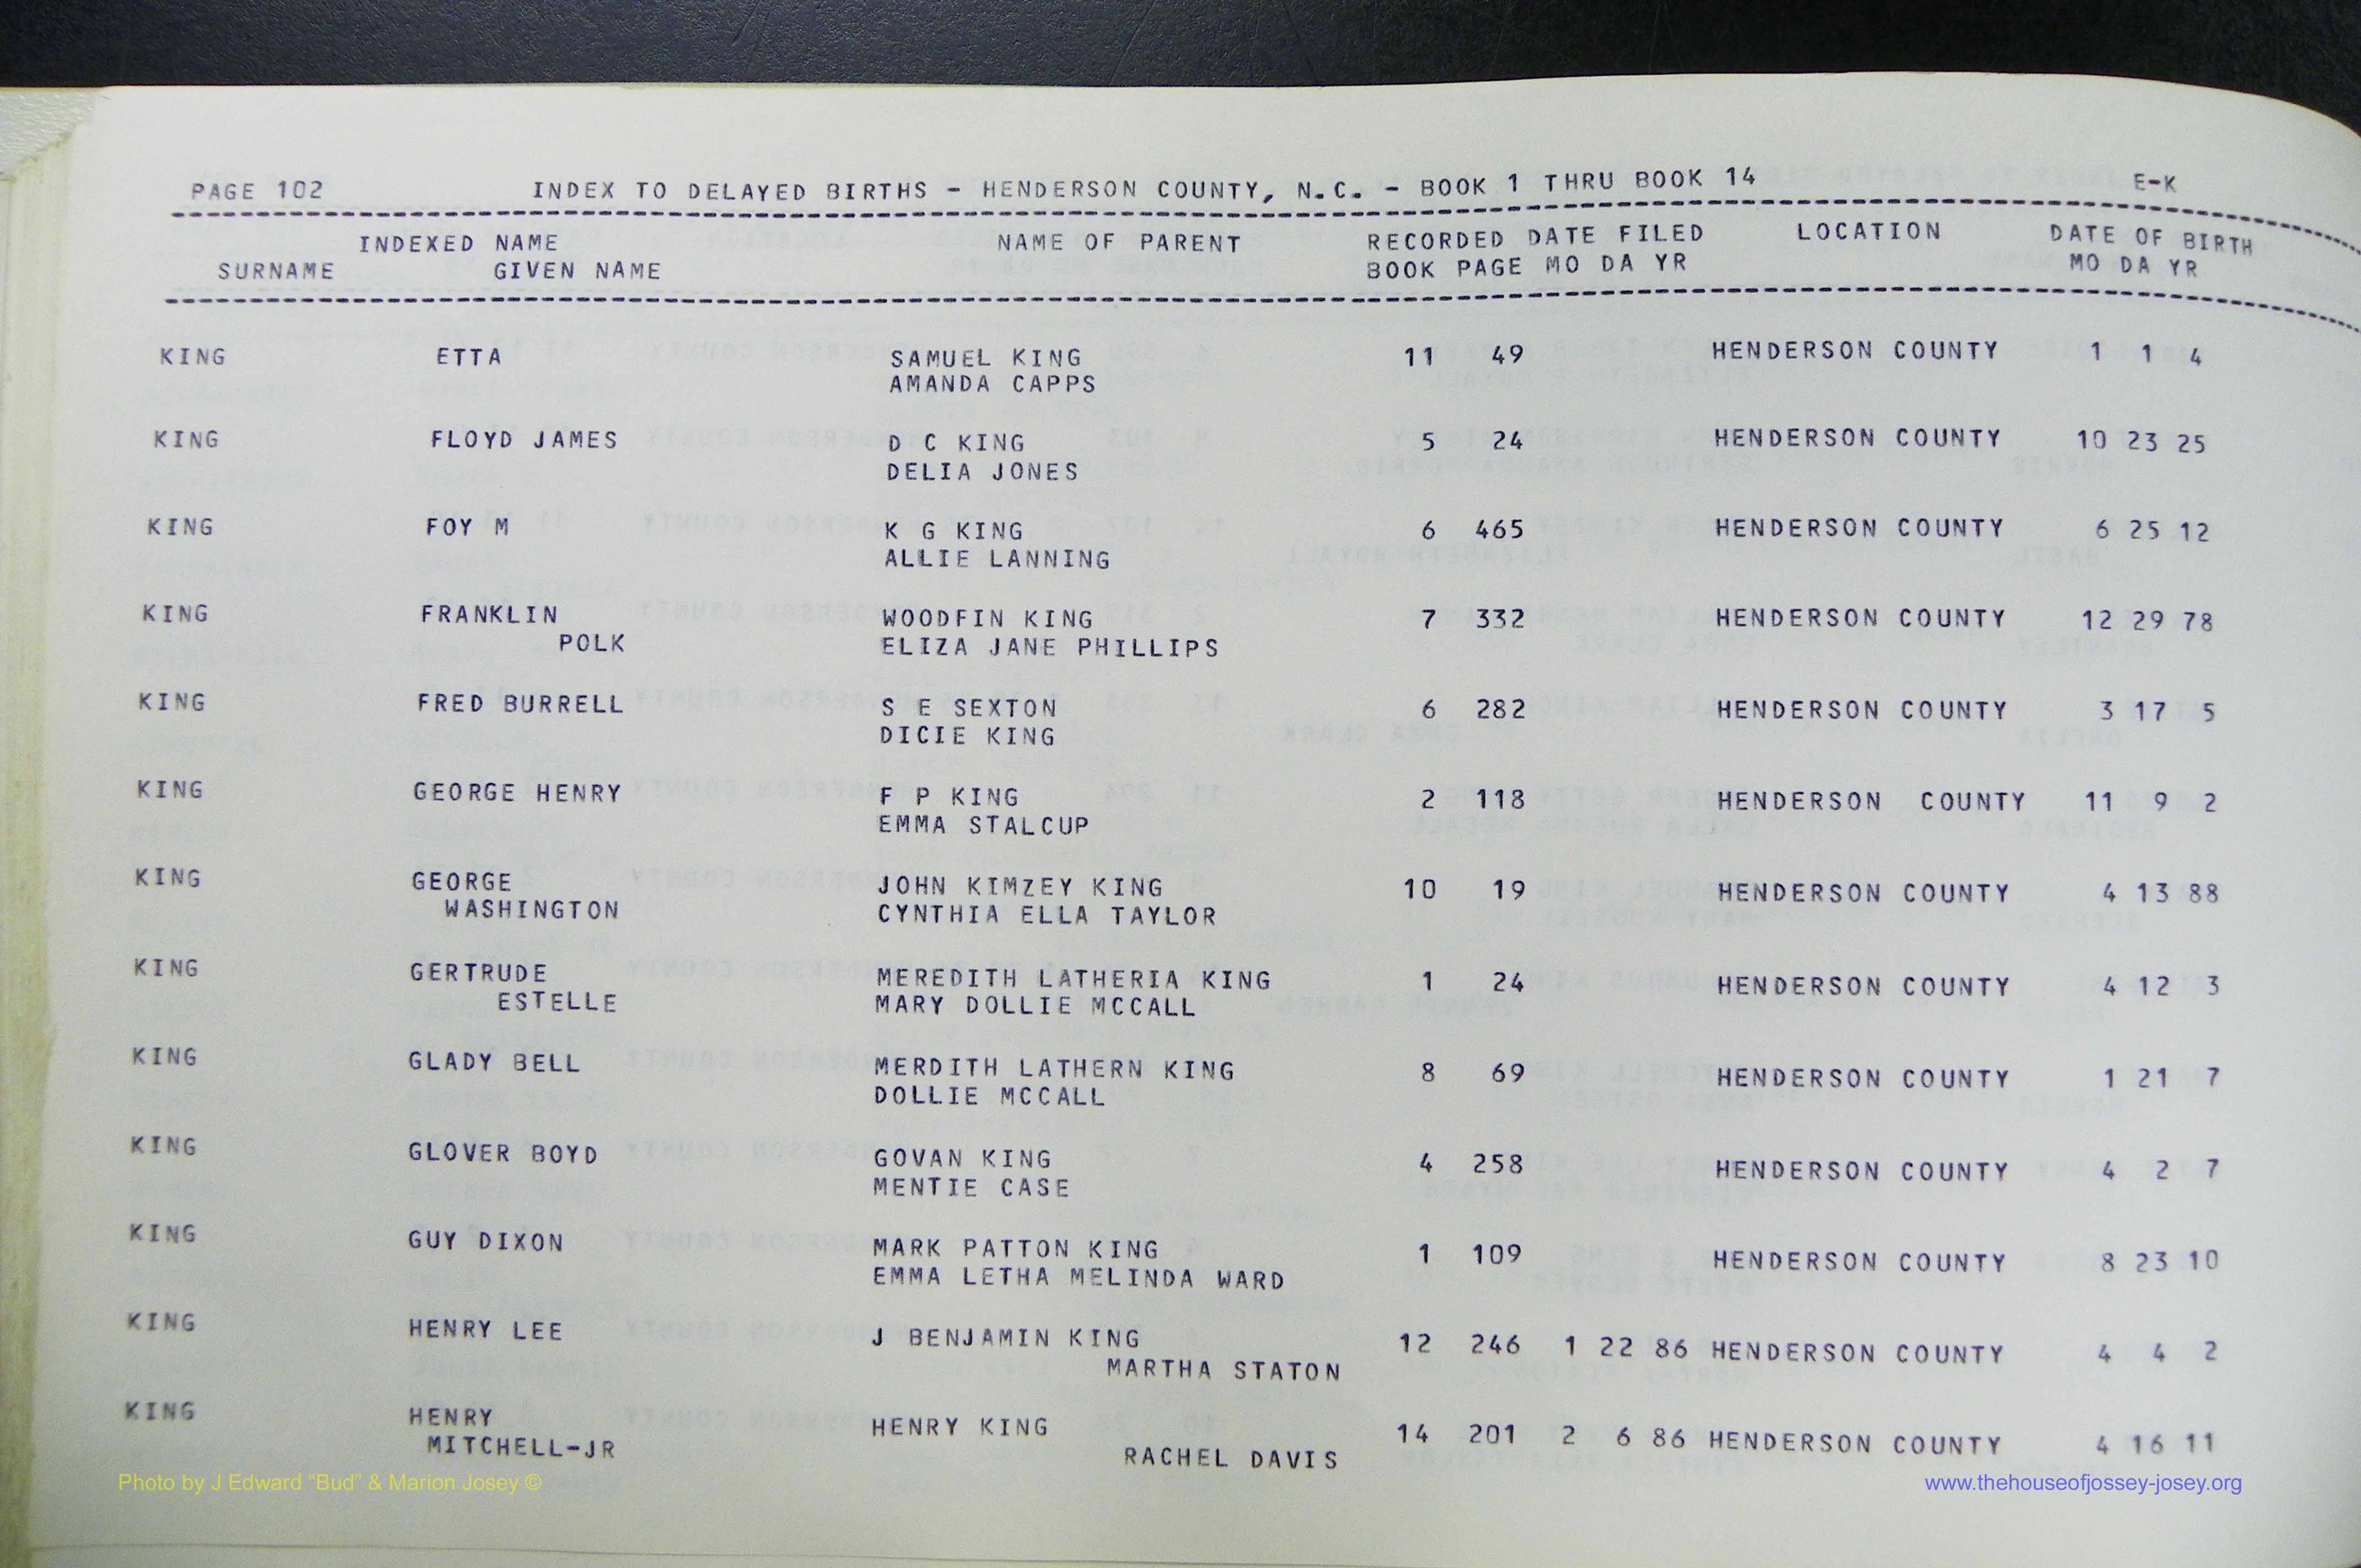 PAGE 102 INDEX TO DELAYED BIRTHS - HENDERSON COUNTY, N.C. - BOOK 1 THRU BOOK 14 E-K
INDEXED NAME NAME OF PARENT RECORDED DATE FILED LOCATION DATE OF BIRTH
SURNAME GIVEN NAME BOOK PAGE MO DA YR MO DA YR
KING ETTA SAMUEL KING 11 49 HENDERSON COUNTY 1 1 4
AMANDA CAPPS
KING FLOYD JAMES D C KING 5 24 HENDERSON COUNTY 10 23 25
DELIA JONES
KING FOY M K G KING 6 465 HENDERSON COUNTY 6 25 12
ALLIE LANNING
KING FRANKLIN WOODFIN KING 7 332 HENDERSON COUNTY 12 29 78
POLK ELIZA JANE PHILLIPS
KING FRED BURRELL S E SEXTON 6 282 HENDERSON COUNTY 3 17 5
DICIE KING
KING GEORGE HENRY F P KING 2 118 HENDERSON COUNTY 11 9 2
EMMA STALCUP
KING GEORGE JOHN KIMZEY KING 10 19 HENDERSON COUNTY 4 13 88
WASHINGTON CYNTHIA ELLA TAYLOR
KING GERTRUDE MEREDITH LATHERIA KING 1 24 HENDERSON COUNTY 4 12 3
ESTELLE MARY DOLLIE MCCALL
KING GLADY BELL MERDITH LATHERN KING 8 69 HENDERSON COUNTY 1 21 7
DOLLIE MCCALL
KING GLOVER BOYD GOVAN KING 4 258 HENDERSON COUNTY 4 2 7
MENTIE CASE
KING GUY DIXON MARK PATTON KING 1 109 HENDERSON COUNTY 8 23 10
EMMA LETHA MELINDA WARD
KING HENRY LEE J BENJAMIN KING 12 246 1 22 86 HENDERSON COUNTY 4 4 2
MARTHA STATON
KING HENRY HENRY KING 14 201 2 6 86 HENDERSON COUNTY 4 16 11
MITCHELL-JR RACHEL DAVIS
Photo by J Edward “Bud” & Marion Josey © www.thehouseofjossey-josey.org